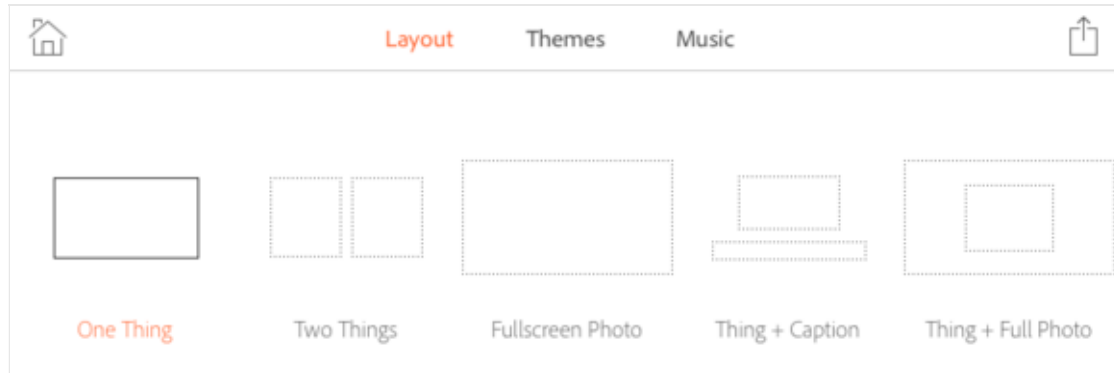 Layout Themes Music
One Thing Two Things Fullscreen Photo Thing + Caption Thing + Full Photo